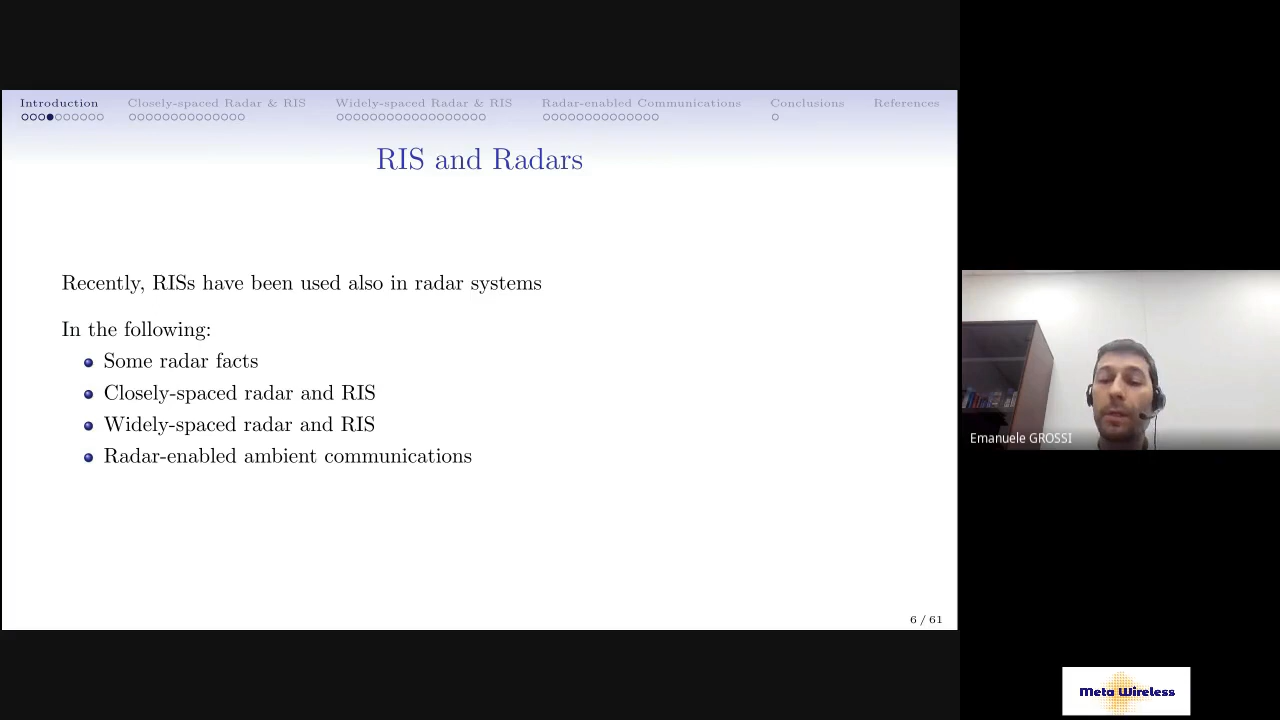 Introduction
Closely-spaced Radar & RIS
Widely-spaced Radar & RIS
Radar-enabled Communications
Conclusions
References
RIS and Radars
Recently, RISs have been used also in radar systems
In the following:
Some radar facts
Closely-spaced radar and RIS
Widely-spaced radar and RIS
Radar-enabled ambient communications
6 / 61
Emanuele GROSSI
Meta Wireless